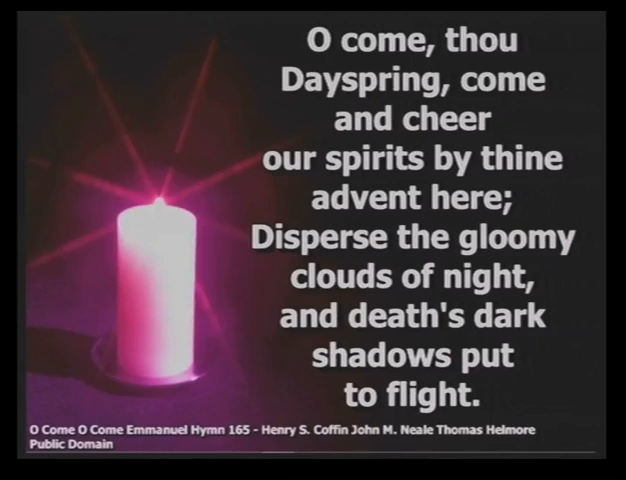 O come, thou
Dayspring, come
and cheer
our spirits by thine
advent here;
Disperse the gloomy
clouds of night,
and death's dark
shadows put
to flight.
O Come O Come Emmanuel Hymn 165 - Henry S. Coffin John M. Neale Thomas Helmore
Public Domain